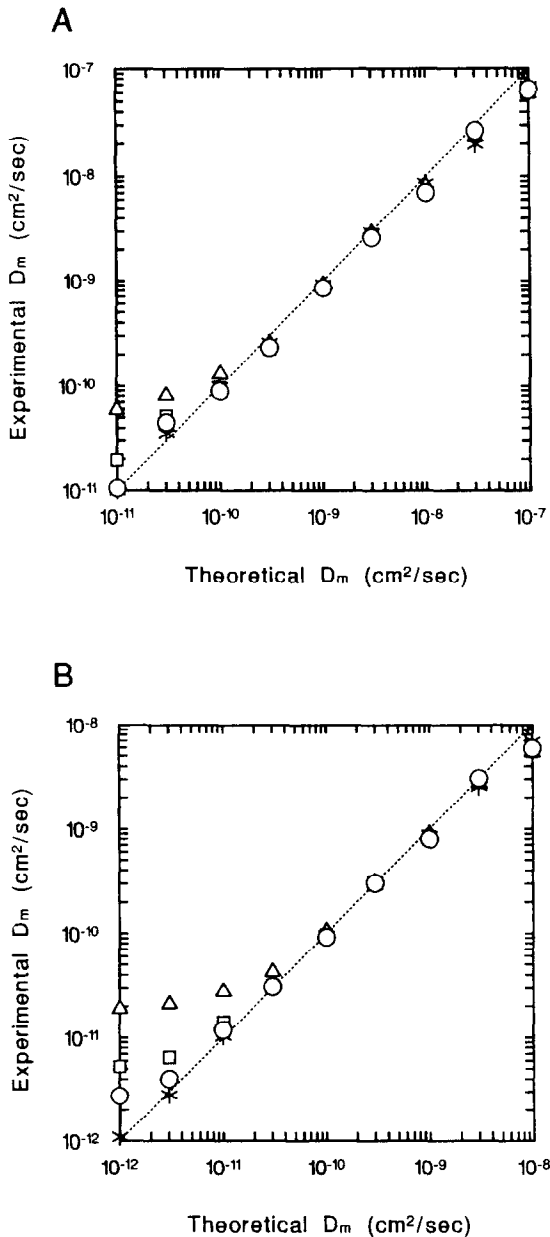 A
10⁻⁷
10⁻⁸
10⁻⁹
10⁻¹⁰
10⁻¹¹
Experimental Dₘ (cm²/sec)
10⁻¹¹ 10⁻¹⁰ 10⁻⁹ 10⁻⁸ 10⁻⁷
Theoretical Dₘ (cm²/sec)
B
10⁻⁸
10⁻⁹
10⁻¹⁰
10⁻¹¹
10⁻¹²
Experimental Dₘ (cm²/sec)
10⁻¹² 10⁻¹¹ 10⁻¹⁰ 10⁻⁹ 10⁻⁸
Theoretical Dₘ (cm²/sec)